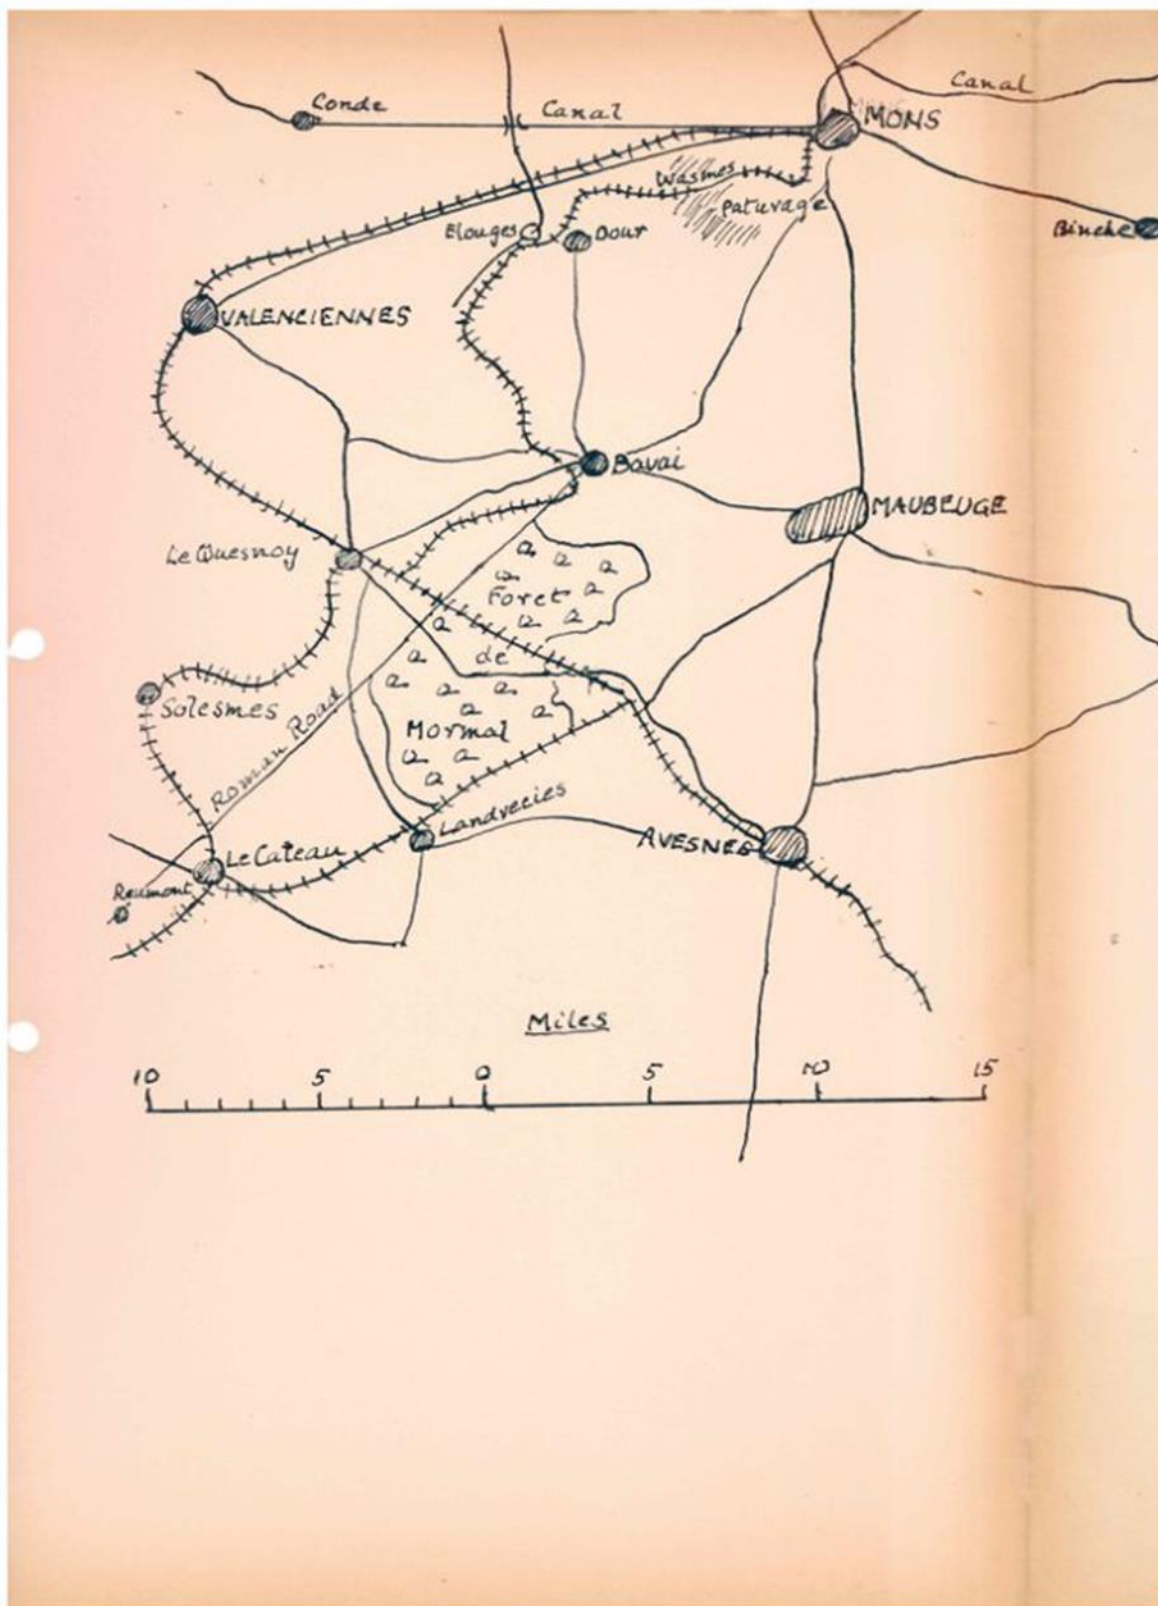 Conde
Canal
Canal
MONS
Wasmes
Paturage
Binche
Elouges
Dour
VALENCIENNES
Bavai
MAUBEUGE
Le Quesnoy
Foret
de
Mormal
Solesmes
Roman Road
Landrecies
AVESNES
Le Cateau
Reumont
Miles
10 5 0 5 10 15